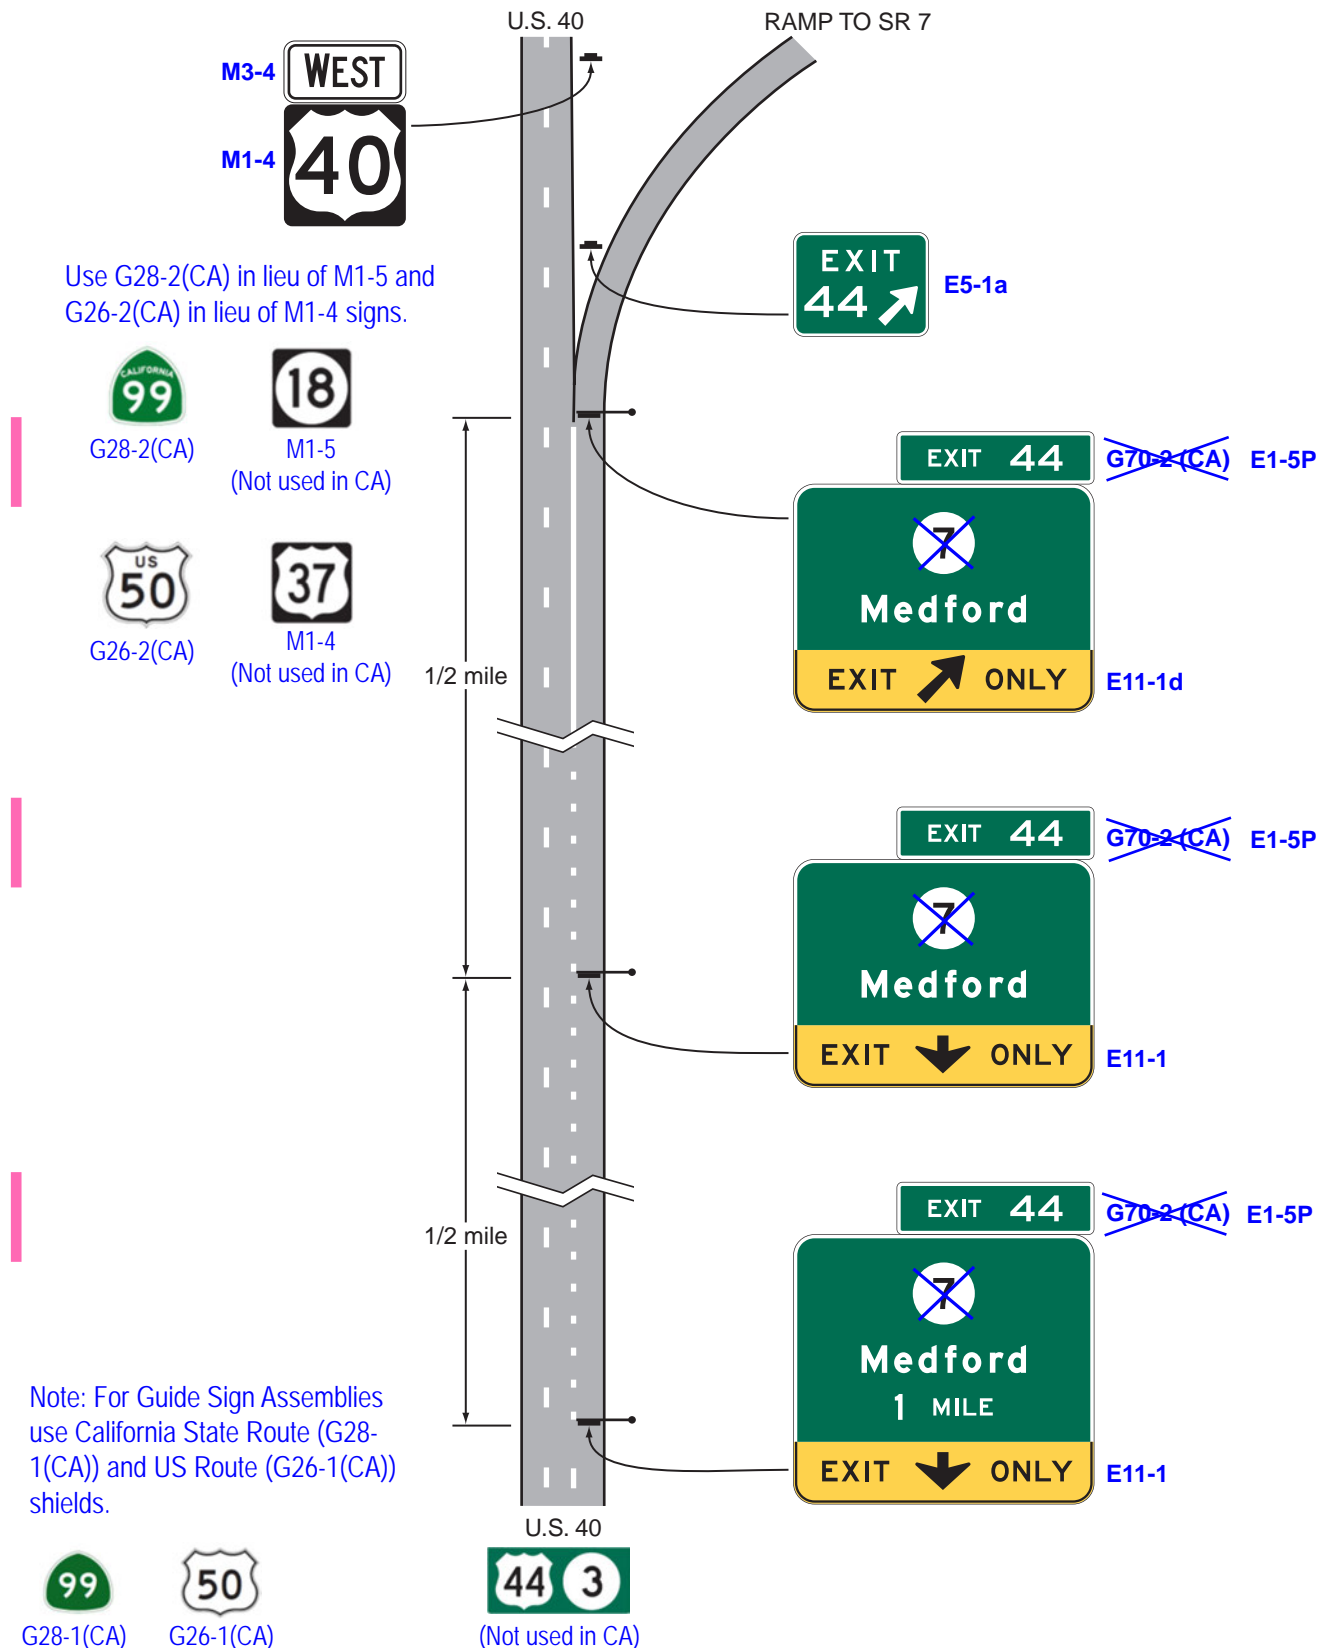 U.S. 40
RAMP TO SR 7
M3-4
WEST
M1-4
40
Use G28-2(CA) in lieu of M1-5 and
G26-2(CA) in lieu of M1-4 signs.
CALIFORNIA
99
18
G28-2(CA)
M1-5
(Not used in CA)
US
50
37
G26-2(CA)
M1-4
(Not used in CA)
EXIT
44
E5-1a
EXIT 44
G70-2 (CA) E1-5P
7
Medford
EXIT ONLY
E11-1d
1/2 mile
EXIT 44
G70-2 (CA) E1-5P
7
Medford
EXIT ONLY
E11-1
1/2 mile
EXIT 44
G70-2 (CA) E1-5P
7
Medford
1 MILE
EXIT ONLY
E11-1
Note: For Guide Sign Assemblies
use California State Route (G28-
1(CA)) and US Route (G26-1(CA))
shields.
U.S. 40
99
50
44 3
G28-1(CA)
G26-1(CA)
(Not used in CA)